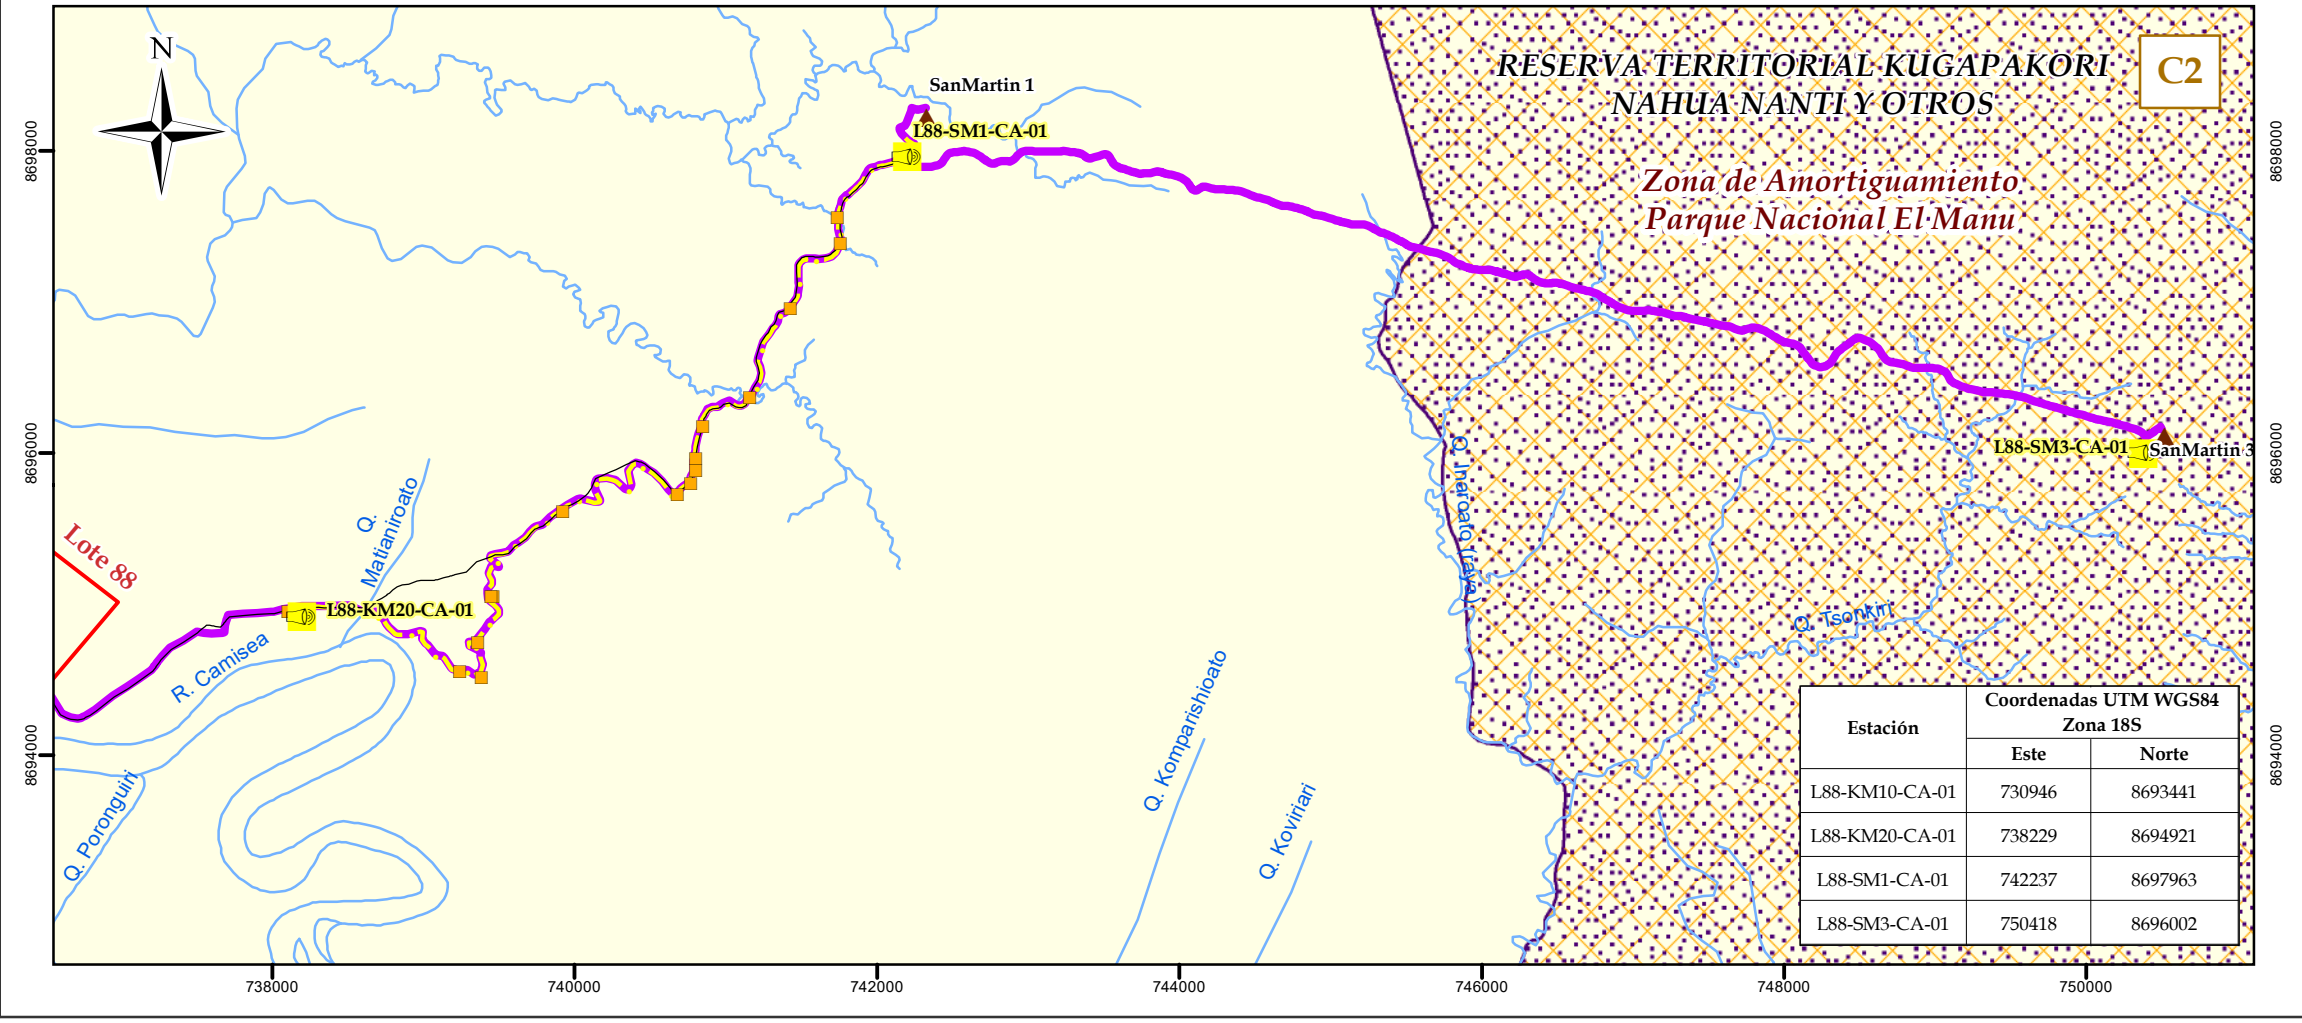 N
SanMartin 1
RESERVA TERRITORIAL KUGAPAKORI
NAHUA NANTI Y OTROS
C2
L88-SM1-CA-01
8698000
8698000
Zona de Amortiguamiento
Parque Nacional El Manu
8696000
8696000
L88-SM3-CA-01
SanMartin 3
Q.
Matianiroato
Q. Inaroato (raya)
Lote 88
L88-KM20-CA-01
R. Camisea
Q. Tsonkiri
Q. Komparishioato
Q. Koviriari
Q. Poronguiri
8694000
8694000
Estación
Coordenadas UTM WGS84
Zona 18S
Este
Norte
L88-KM10-CA-01 730946 8693441
L88-KM20-CA-01 738229 8694921
L88-SM1-CA-01 742237 8697963
L88-SM3-CA-01 750418 8696002
738000 740000 742000 744000 746000 748000 750000